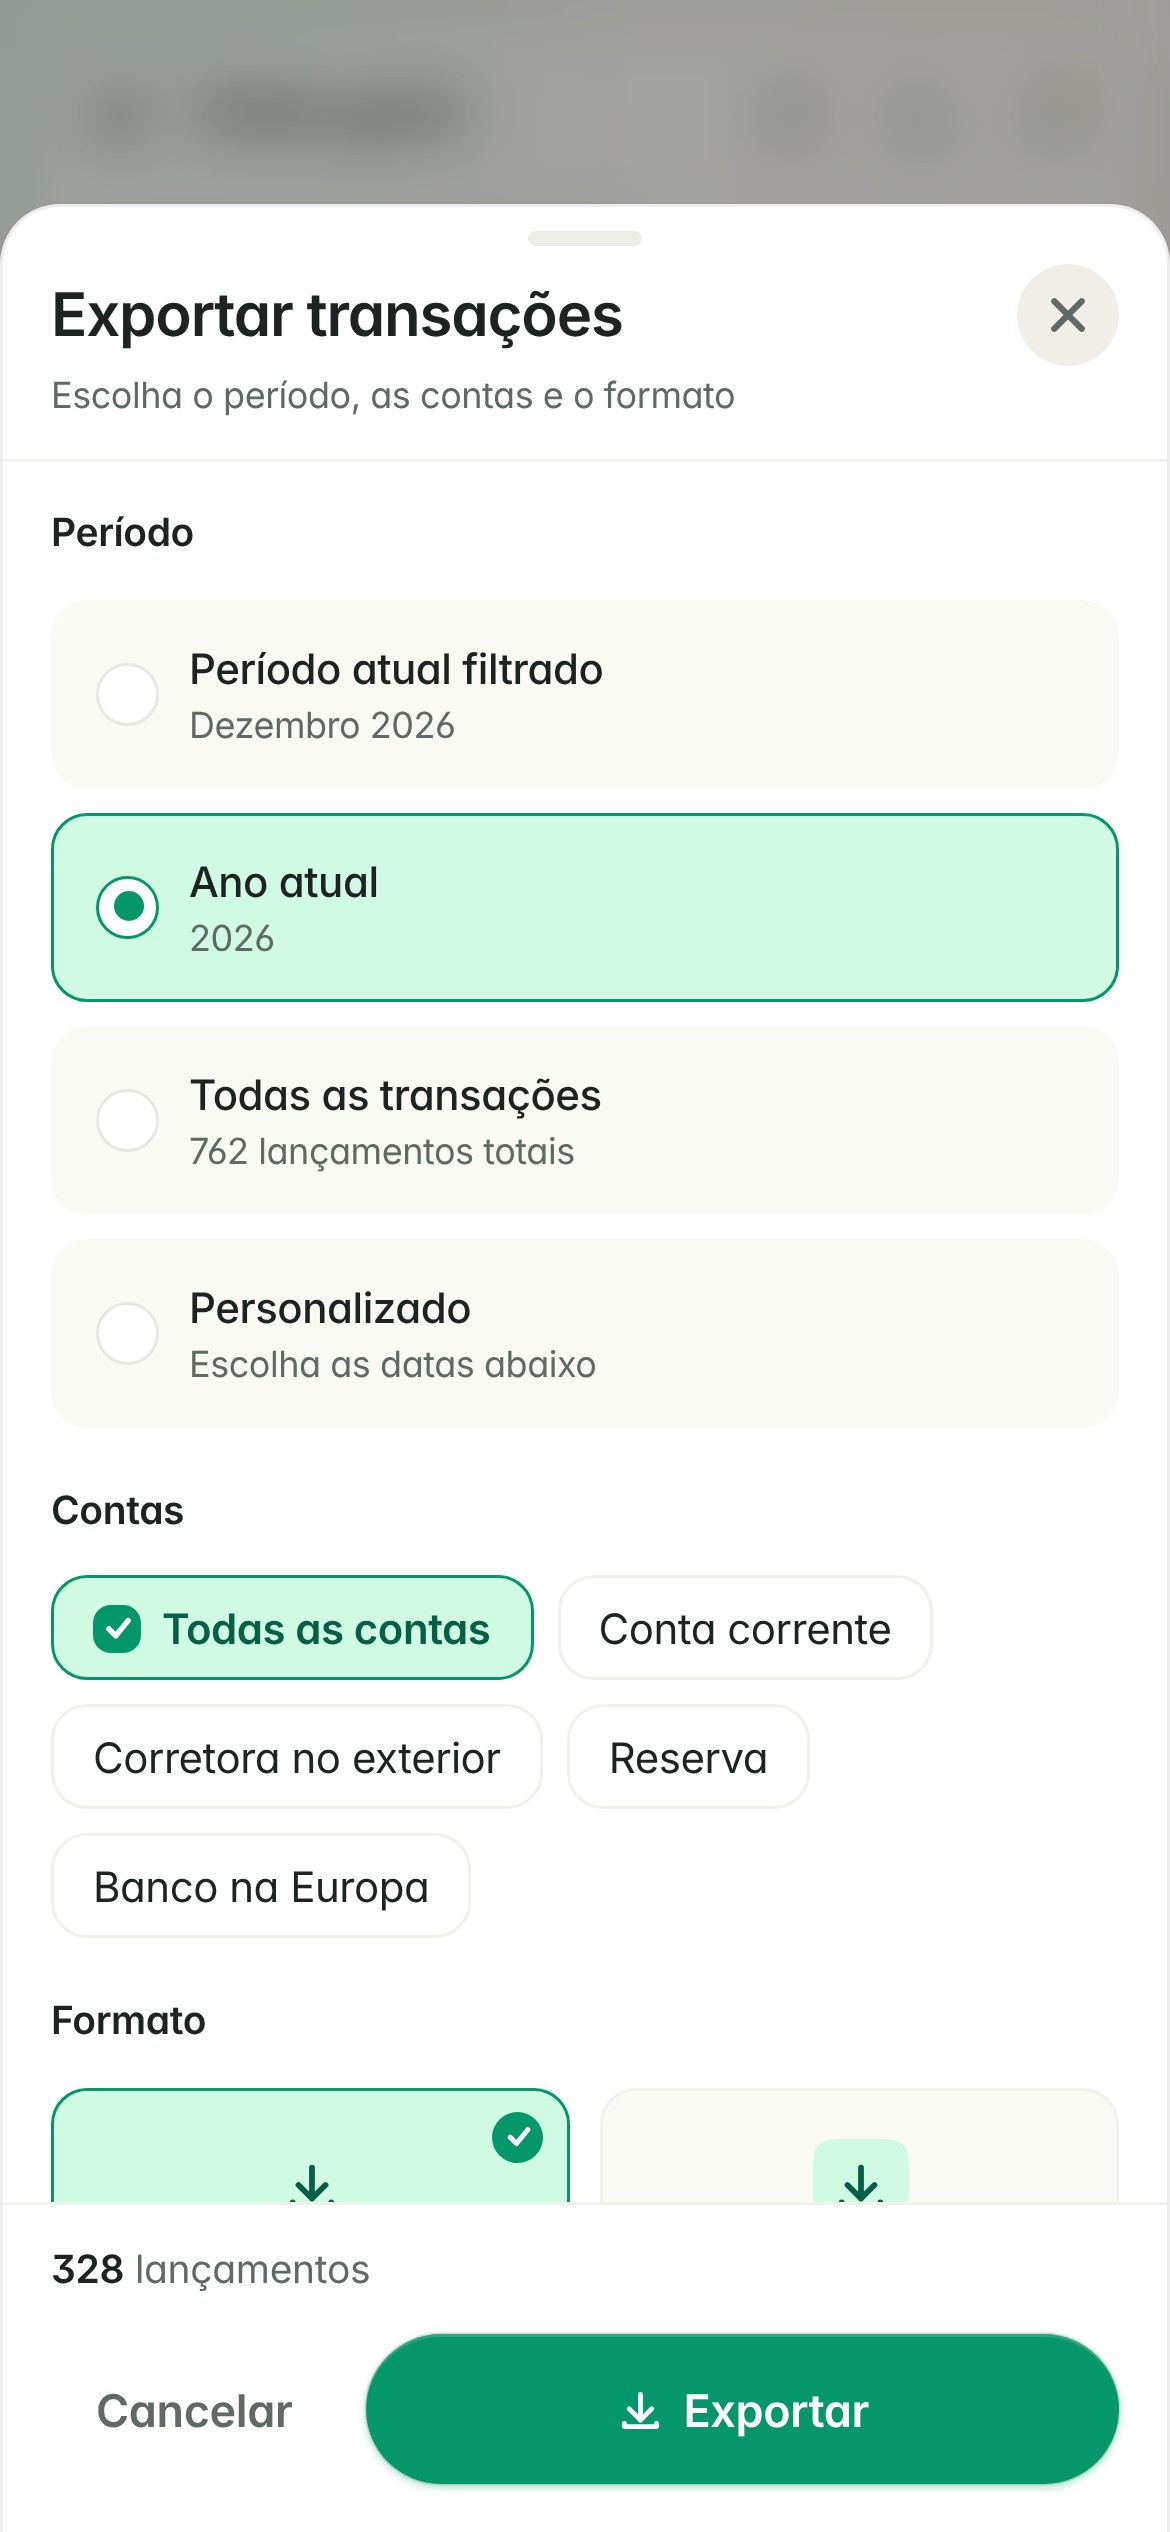 Exportar transações
Escolha o período, as contas e o formato
Período
Período atual filtrado
Dezembro 2026
Ano atual
2026
Todas as transações
762 lançamentos totais
Personalizado
Escolha as datas abaixo
Contas
Todas as contas
Conta corrente
Corretora no exterior
Reserva
Banco na Europa
Formato
328 lançamentos
Cancelar
Exportar